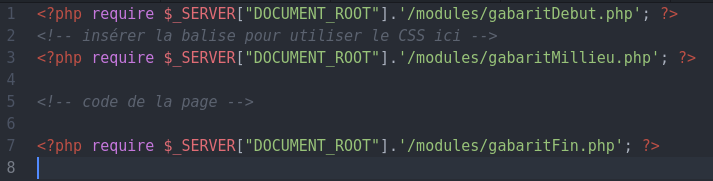 1 <?php require $_SERVER["DOCUMENT_ROOT"].'/modules/gabaritDebut.php'; ?>
2 <!-- insérer la balise pour utiliser le CSS ici -->
3 <?php require $_SERVER["DOCUMENT_ROOT"].'/modules/gabaritMillieu.php'; ?>
4
5 <!-- code de la page -->
6
7 <?php require $_SERVER["DOCUMENT_ROOT"].'/modules/gabaritFin.php'; ?>
8